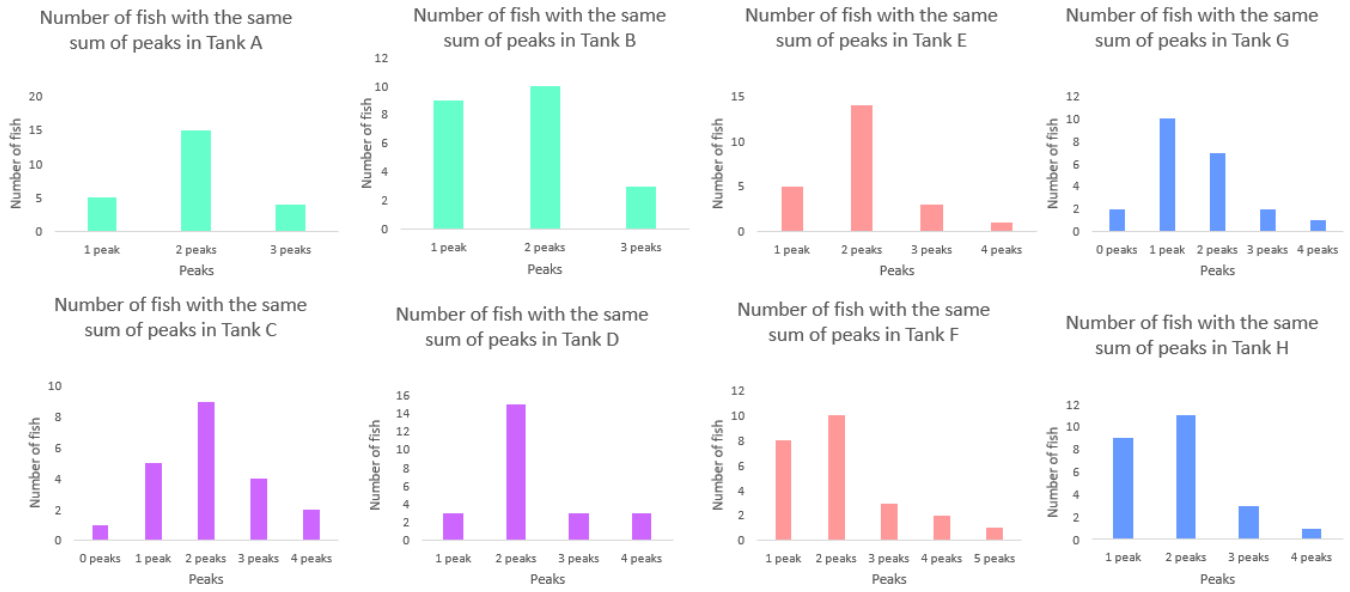 Number of fish with the same
sum of peaks in Tank A
20
15
10
5
0
Number of fish
1 peak 2 peaks 3 peaks
Peaks
Number of fish with the same
sum of peaks in Tank B
12
10
8
6
4
2
0
Number of fish
1 peak 2 peaks 3 peaks
Peaks
Number of fish with the same
sum of peaks in Tank E
15
10
5
0
Number of fish
1 peak 2 peaks 3 peaks 4 peaks
Peaks
Number of fish with the same
sum of peaks in Tank G
12
10
8
6
4
2
0
Number of fish
0 peaks 1 peak 2 peaks 3 peaks 4 peaks
Peaks
Number of fish with the same
sum of peaks in Tank C
10
8
6
4
2
0
Number of fish
0 peaks 1 peak 2 peaks 3 peaks 4 peaks
Peaks
Number of fish with the same
sum of peaks in Tank D
16
14
12
10
8
6
4
2
0
Number of fish
1 peak 2 peaks 3 peaks 4 peaks
Peaks
Number of fish with the same
sum of peaks in Tank F
12
10
8
6
4
2
0
Number of fish
1 peak 2 peaks 3 peaks 4 peaks 5 peaks
Peaks
Number of fish with the same
sum of peaks in Tank H
12
10
8
6
4
2
0
Number of fish
1 peak 2 peaks 3 peaks 4 peaks
Peaks